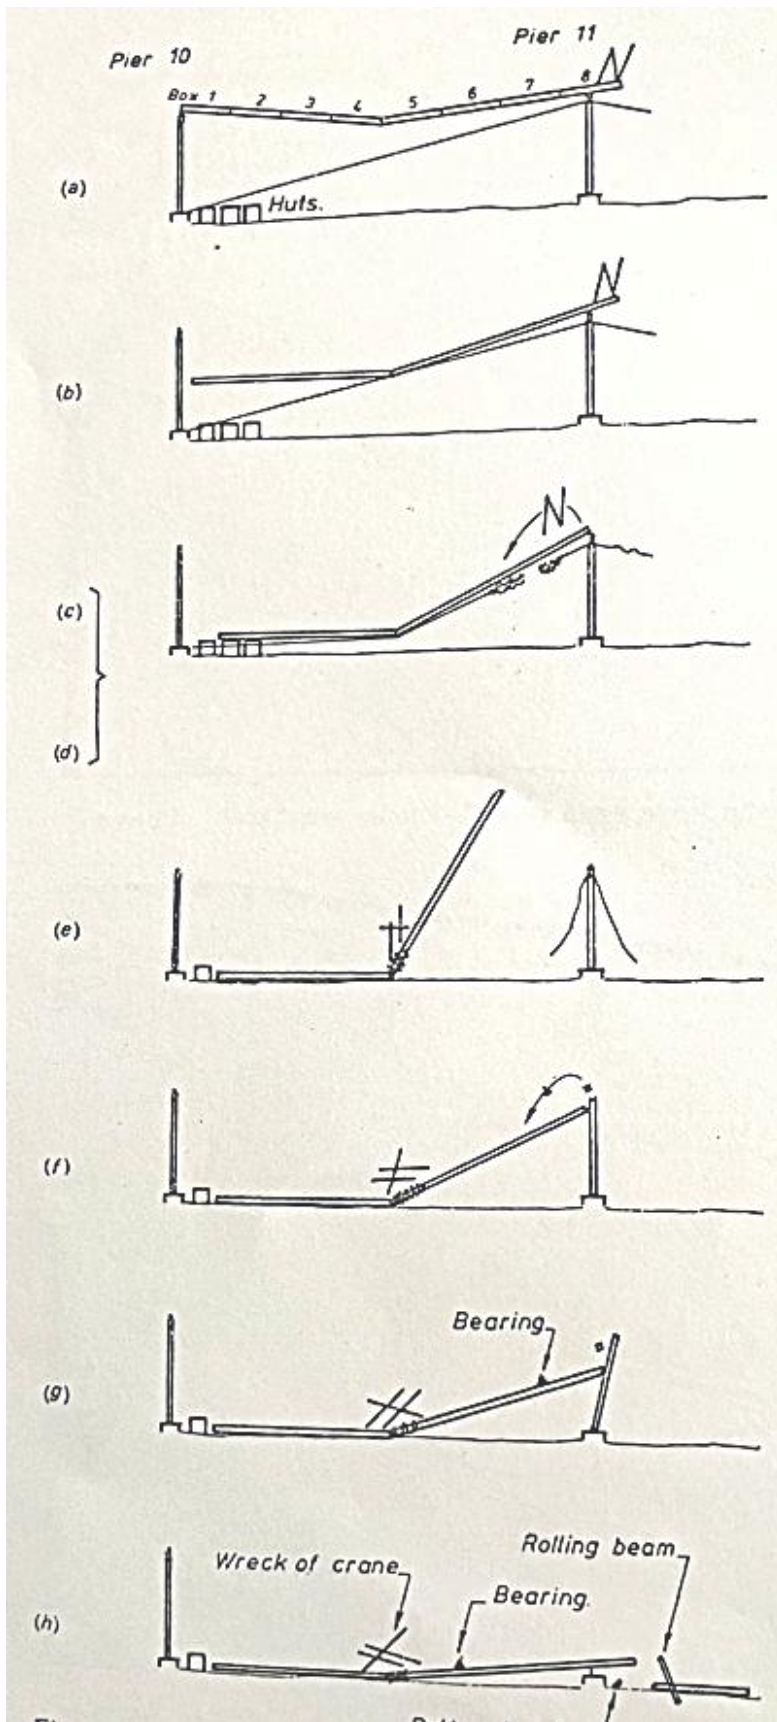 Pier 10
Pier 11
Box 1 2 3 4 5 6 7 8
(a)
Huts.
(b)
(c)
(d)
(e)
(f)
Bearing
(g)
Rolling beam
Wreck of crane
Bearing.
(h)